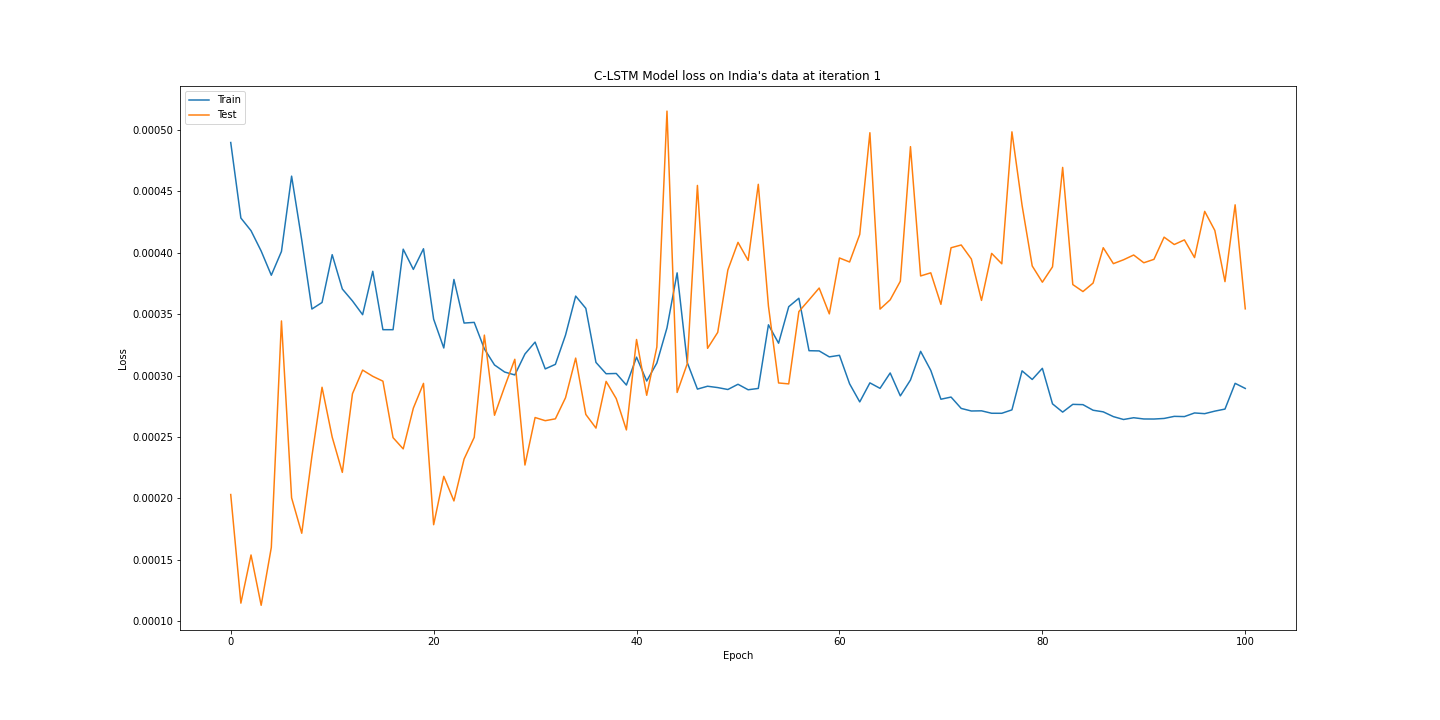 C-LSTM Model loss on India's data at iteration 1
Train
Test
0.00050
0.00045
0.00040
0.00035
0.00030
0.00025
0.00020
0.00015
0.00010
Loss
0 20 40 60 80 100
Epoch